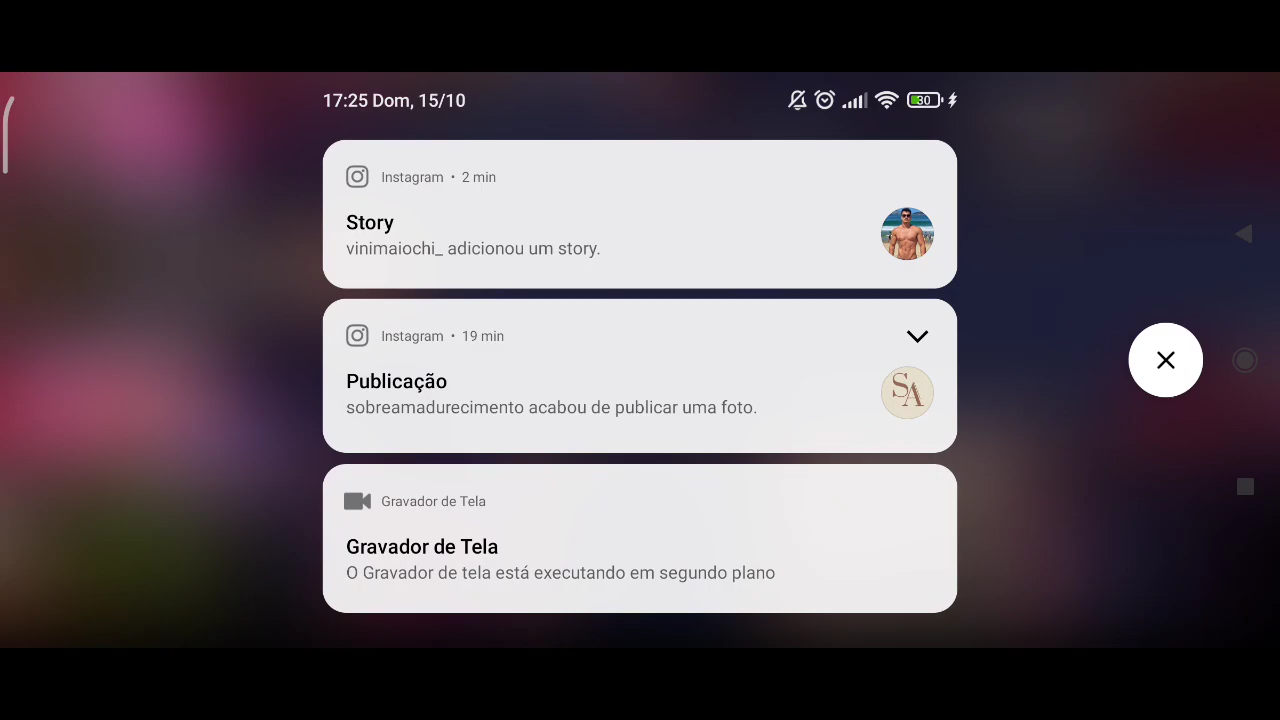 17:25 Dom, 15/10
30
Instagram • 2 min
Story
vinimaiochi_ adicionou um story.
Instagram • 19 min
Publicação
sobreamadurecimento acabou de publicar uma foto.
SA
Gravador de Tela
Gravador de Tela
O Gravador de tela está executando em segundo plano